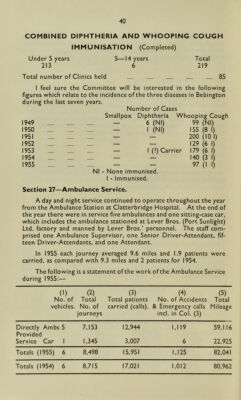 40
COMBINED DIPHTHERIA AND WHOOPING COUGH
IMMUNISATION (Completed)
Under 5 years 5—14 years Total
213 6 219
Total number of Clinics held 85
I feel sure the Committee will be interested in the following
figures which relate to the incidence of the three diseases in Bebington
during the last seven years.
Number of Cases
Smallpox Diphtheria Whooping Cough
1949 — 6 (NI) 99 (NI)
1950 — 1 (NI) 155 (8 I)
1951 — — 200 (10 I)
1952 — — 129 (6 I)
1953 — 1 (?) Carrier 179 (6 I)
1954 — — 140 (3 I)
1955 — — 97 (1 I)
NI - None immunised.
I - Immunised.
Section 27—Ambulance Service.
A day and night service continued to operate throughout the year
from the Ambulance Station at Clatterbridge Hospital. At the end of
the year there were in service five ambulances and one sitting-case car,
which includes the ambulance stationed at Lever Bros. (Port Sunlight)
Ltd. factory and manned by Lever Bros.' personnel. The staff com-
prised one Ambulance Supervisor, one Senior Driver-Attendant, fif-
teen Driver-Attendants, and one Attendant.
In 1955 each journey averaged 9.6 miles and 1.9 patients were
carried, as compared with 9.3 miles and 2 patients for 1954.
The following is a statement of the work of the Ambulance Service
during 1955:—
(1) (2) (3) (4) (5)
No. of Total Total patients No. of Accidents Total
vehicles. No. of carried (calls). & Emergency calls Mileage
journeys incl. in Col. (3)
Directly Ambs 5 7,153 12,944 1,119 59,116
Provided
Service Car 1 1,345 3,007 6 22,925
Totals (1955) 6 8,498 15,951 1,125 82,041
Totals (1954) 6 8,715 17,021 1,012 80,962